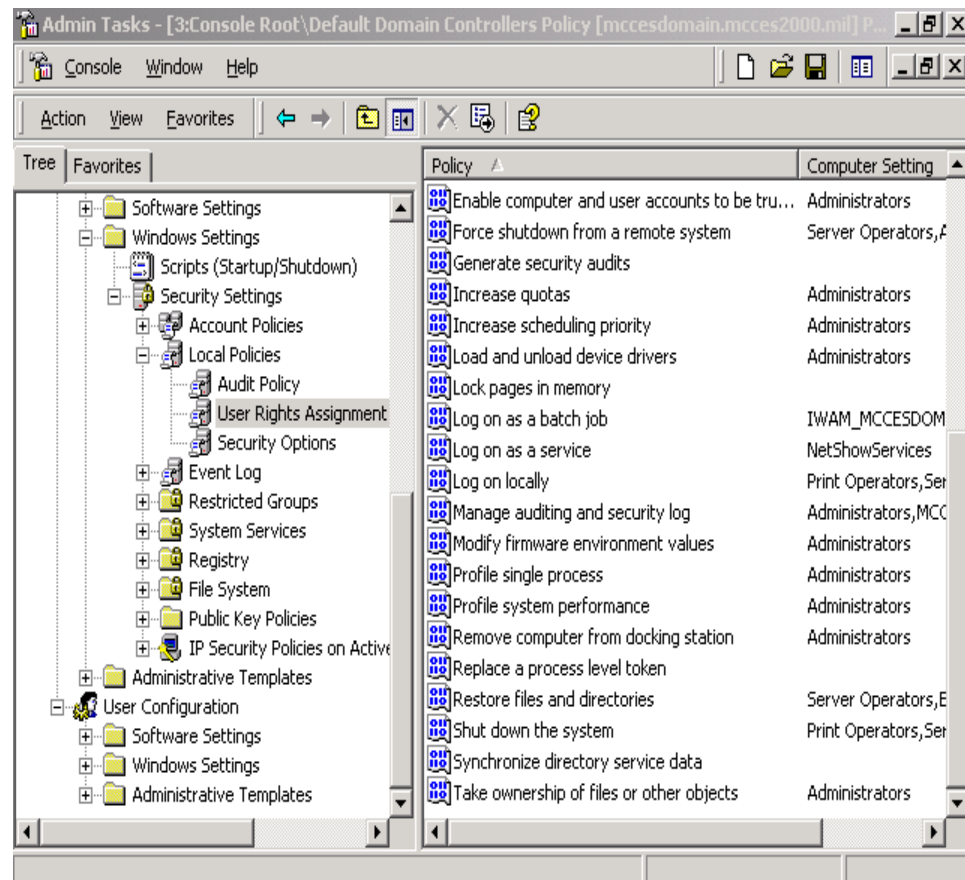 Admin Tasks - [3:Console Root\Default Domain Controllers Policy [mccesdomain.mcces2000.mil] P...
Console Window Help
Action View Favorites
Tree Favorites
Software Settings
Windows Settings
Scripts (Startup/Shutdown)
Security Settings
Account Policies
Local Policies
Audit Policy
User Rights Assignment
Security Options
Event Log
Restricted Groups
System Services
Registry
File System
Public Key Policies
IP Security Policies on Active
Administrative Templates
User Configuration
Software Settings
Windows Settings
Administrative Templates
Policy Computer Setting
Enable computer and user accounts to be tru... Administrators
Force shutdown from a remote system Server Operators,A
Generate security audits
Increase quotas Administrators
Increase scheduling priority Administrators
Load and unload device drivers Administrators
Lock pages in memory
Log on as a batch job IWAM_MCCESDOM
Log on as a service NetShowServices
Log on locally Print Operators,Ser
Manage auditing and security log Administrators,MCC
Modify firmware environment values Administrators
Profile single process Administrators
Profile system performance Administrators
Remove computer from docking station Administrators
Replace a process level token
Restore files and directories Server Operators,E
Shut down the system Print Operators,Ser
Synchronize directory service data
Take ownership of files or other objects Administrators